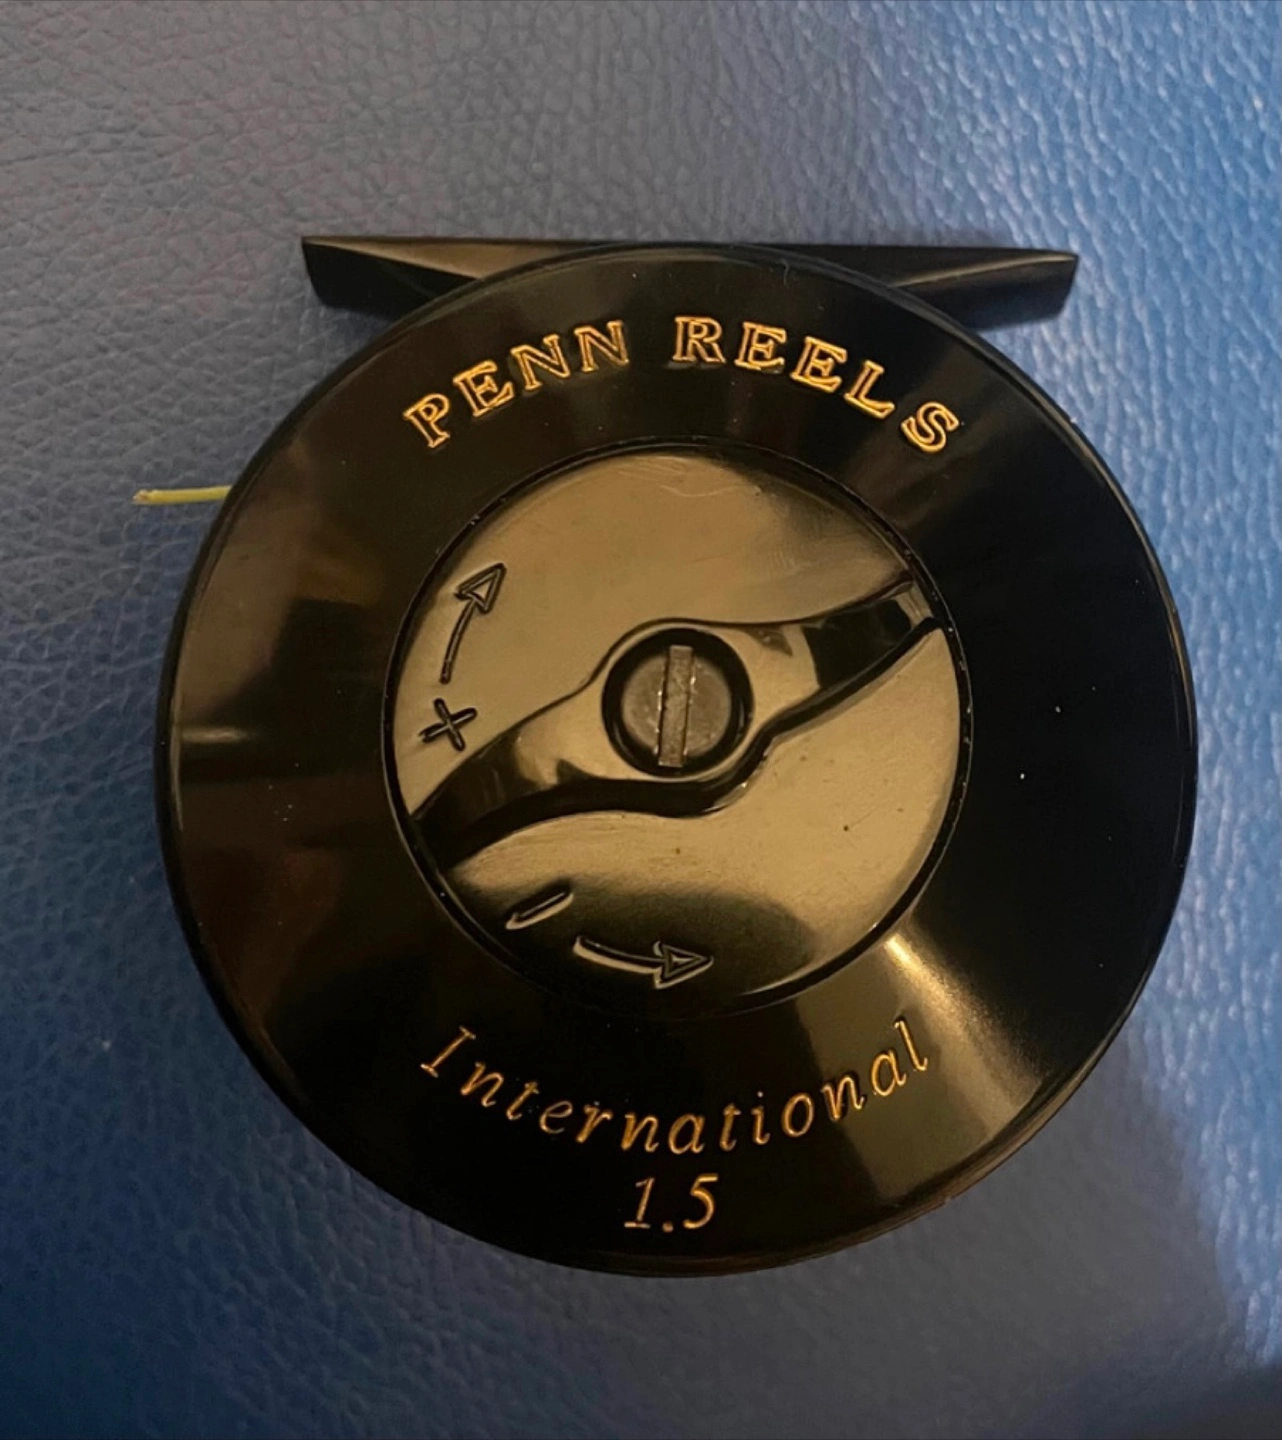 PENN REELS
+
-
International
1.5